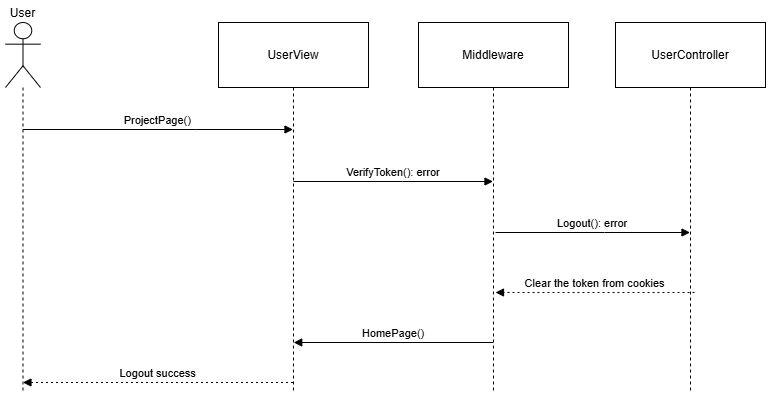 User
UserView
Middleware
UserController
ProjectPage()
VerifyToken(): error
Logout(): error
Clear the token from cookies
HomePage()
Logout success